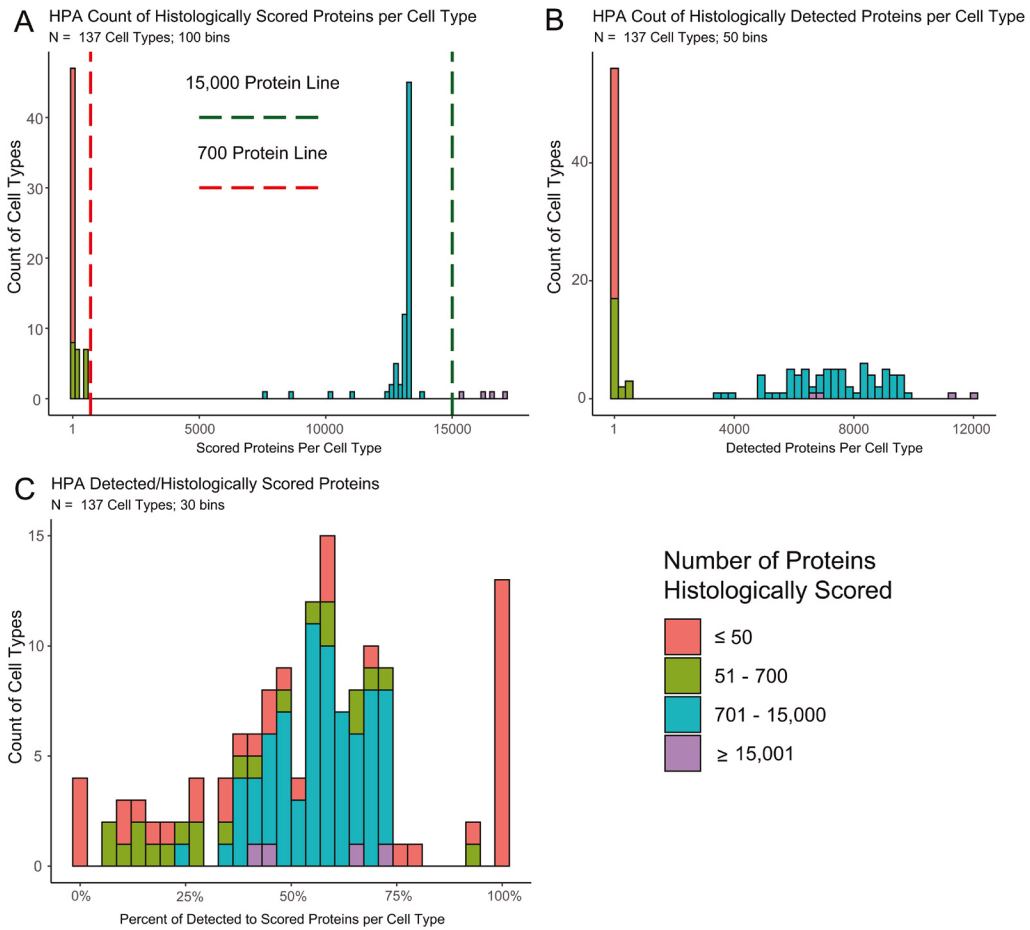 A
HPA Count of Histologically Scored Proteins per Cell Type
N = 137 Cell Types; 100 bins
15,000 Protein Line
700 Protein Line
Count of Cell Types
40
30
20
10
0
1
5000
10000
15000
Scored Proteins Per Cell Type
B
HPA Cout of Histologically Detected Proteins per Cell Type
N = 137 Cell Types; 50 bins
Count of Cell Types
40
20
0
1
4000
8000
12000
Detected Proteins Per Cell Type
C
HPA Detected/Histologically Scored Proteins
N = 137 Cell Types; 30 bins
Count of Cell Types
15
10
5
0
0%
25%
50%
75%
100%
Percent of Detected to Scored Proteins per Cell Type
Number of Proteins
Histologically Scored
≤ 50
51 - 700
701 - 15,000
≥ 15,001